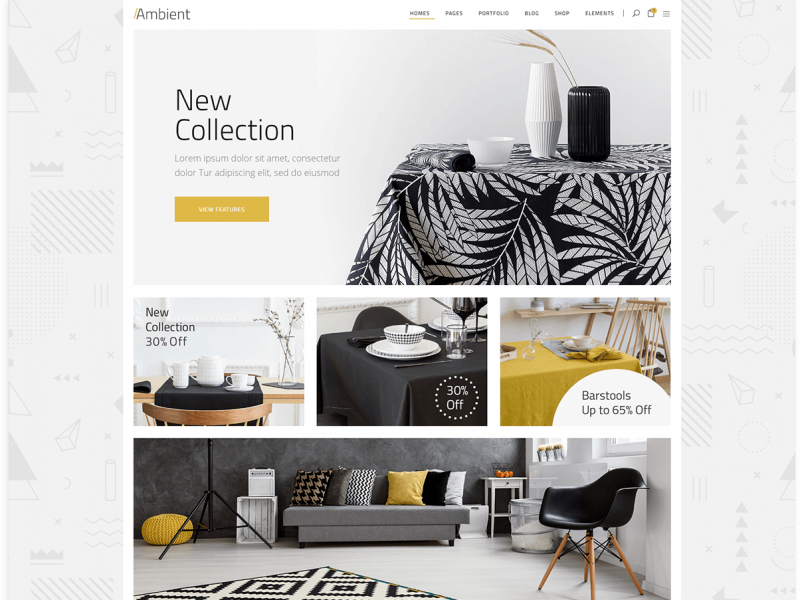 /Ambient
HOMES PAGES PORTFOLIO BLOG SHOP ELEMENTS
New
Collection
Lorem ipsum dolor sit amet, consectetur
dolor Tur adipiscing elit, sed do eiusmod
VIEW FEATURES
New
Collection
30% Off
30%
Off
Barstools
Up to 65% Off